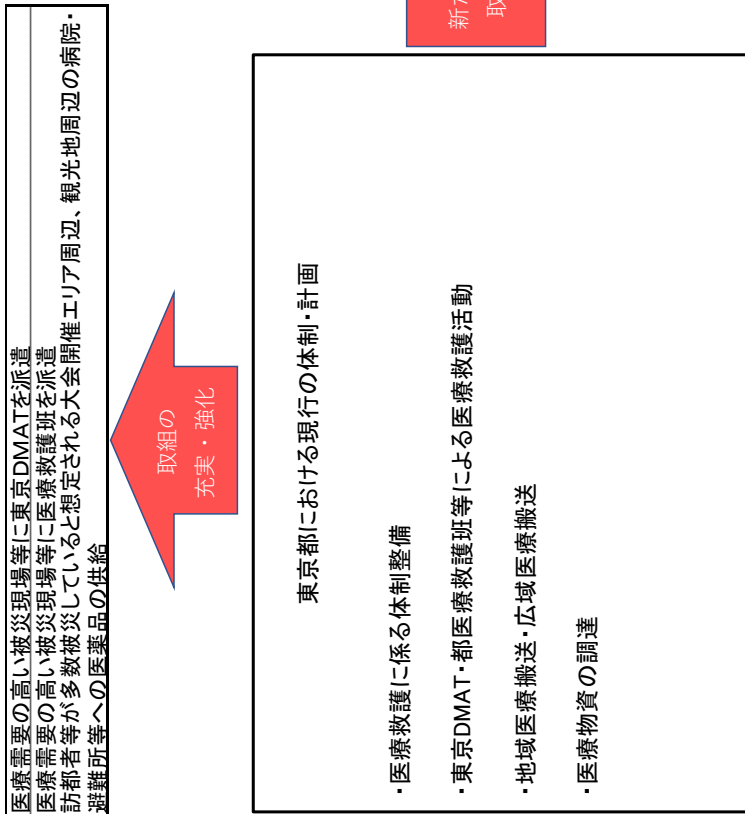 医療需要の高い被災現場等に東京DMATを派遣
医療需要の高い被災現場等に医療救護班を派遣
訪都者等が多数被災していると想定される大会開催エリア周辺、観光地周辺の病院・
避難所等への医薬品の供給
取組の
充実・強化
東京都における現行の体制・計画
・医療救護に係る体制整備
・東京DMAT・都医療救護班等による医療救護活動
・地域医療搬送・広域医療搬送
・医療物資の調達
新
取